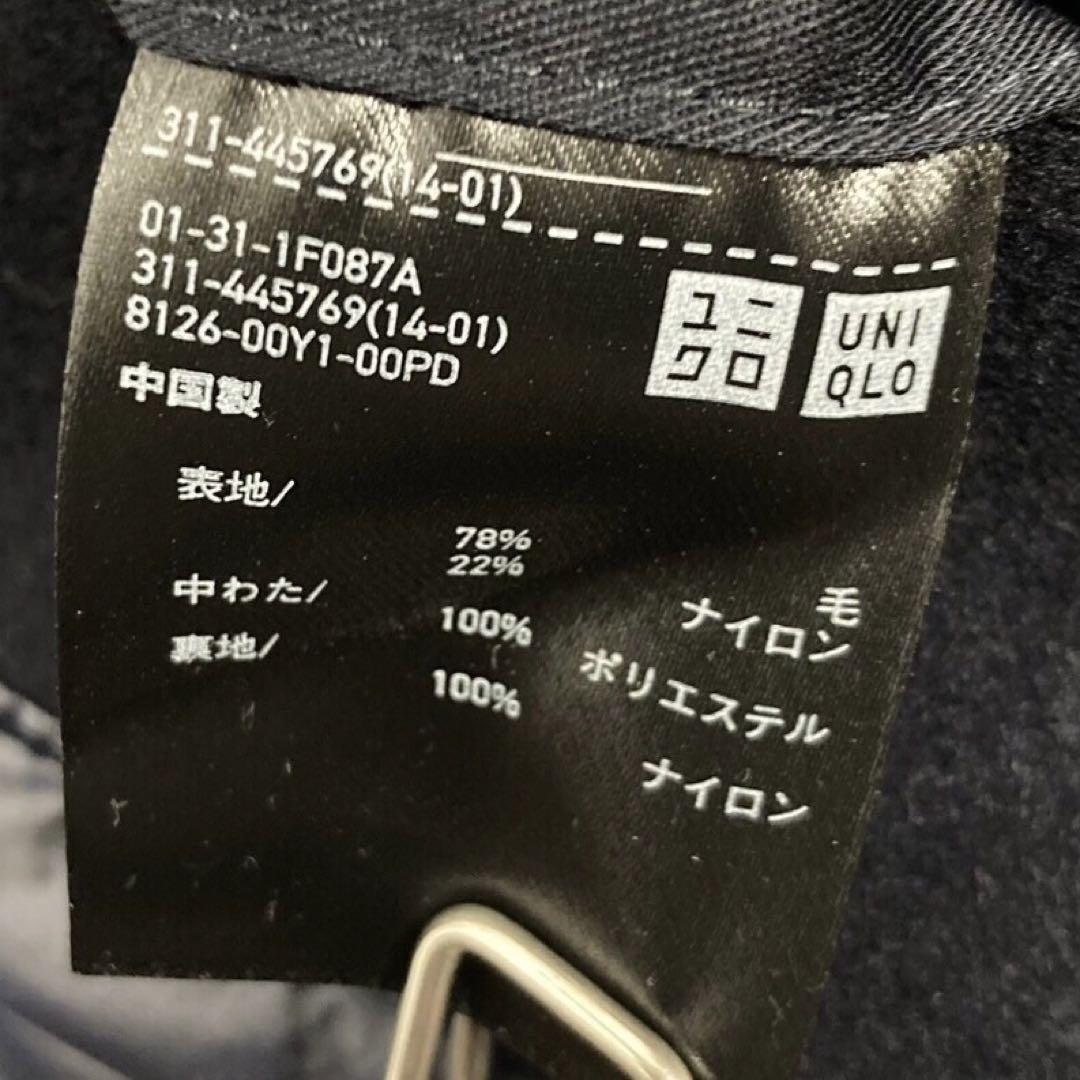 311-445769(14-01)
01-31-1F087A
311-445769(14-01)
8126-00Y1-00PD
中国製
ユニ
クロ
UNI
QLO
表地/
78% 毛
22% ナイロン
中わた/
100% ポリエステル
裏地/
100% ナイロン